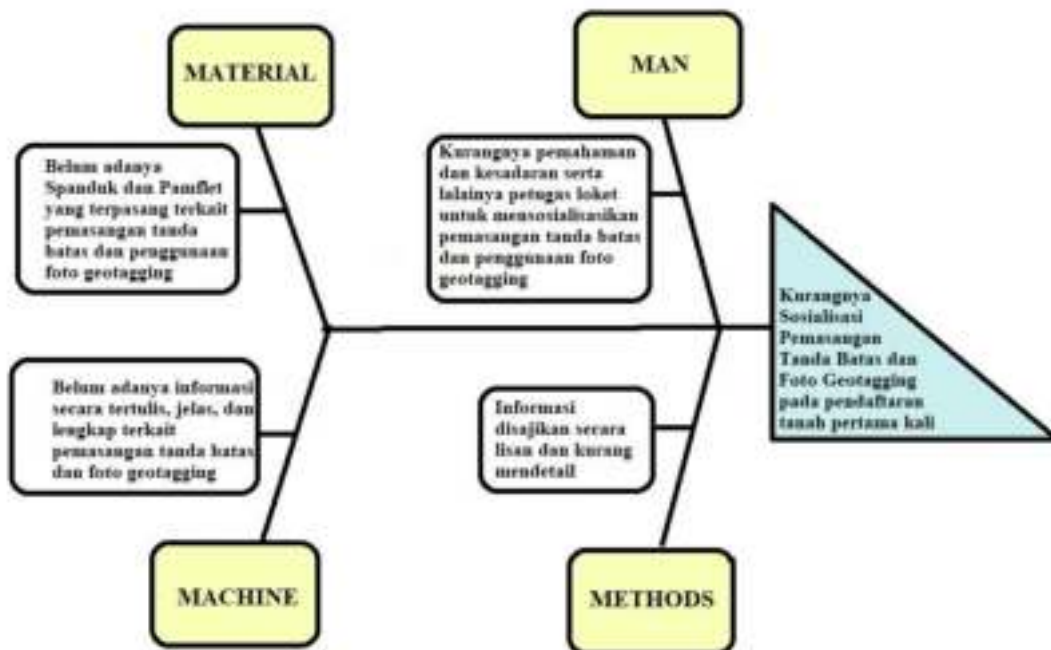 MATERIAL
MAN
Belum adanya
Spanduk dan Pamflet
yang terpasang terkait
pemasangan tanda
batas dan penggunaan
foto geotagging
Kurangnya pemahaman
dan kesadaran serta
lalainya petugas loket
untuk mensosialisasikan
pemasangan tanda batas
dan penggunaan foto
geotagging
Kurangnya
Sosialisasi
Pemasangan
Tanda Batas dan
Foto Geotagging
pada pendaftaran
tanah pertama kali
Belum adanya informasi
secara tertulis, jelas, dan
lengkap terkait
pemasangan tanda batas
dan foto geotagging
Informasi
disajikan secara
lisan dan kurang
mendetail
MACHINE
METHODS